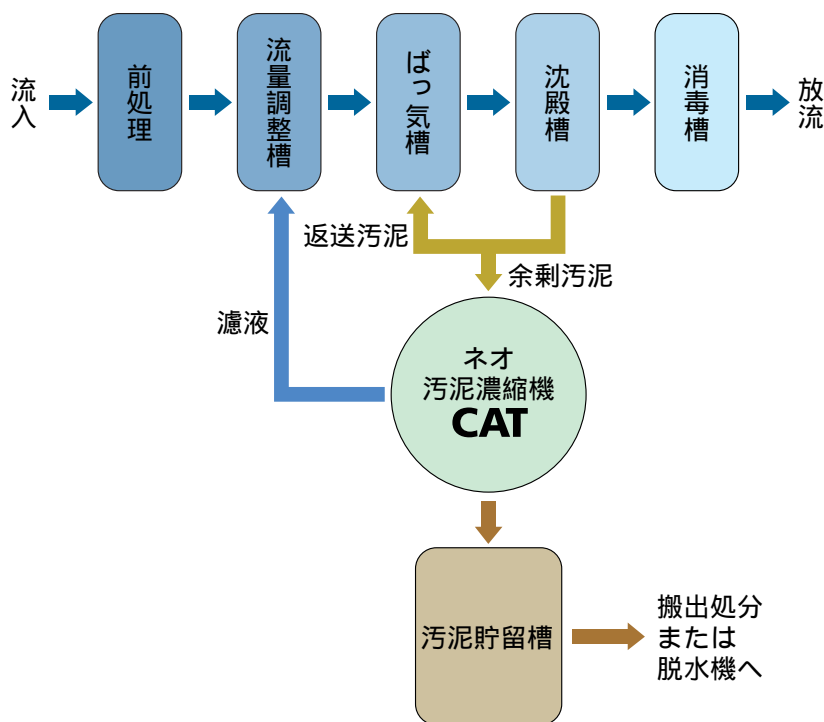 流入
前処理
流量調整槽
ばっ気槽
沈殿槽
消毒槽
放流
返送汚泥
余剰汚泥
濾液
ネオ
汚泥濃縮機
CAT
汚泥貯留槽
搬出処分
または
脱水機へ